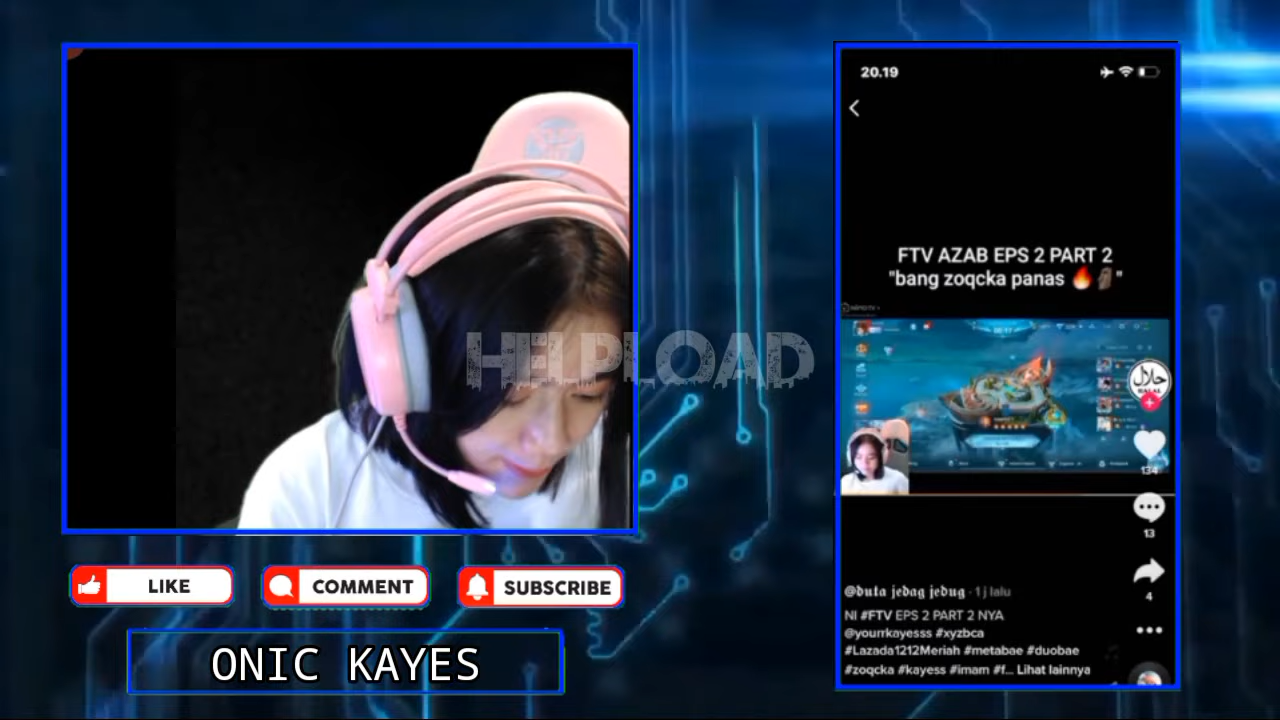 20.19
FTV AZAB EPS 2 PART 2
"bang zoqcka panas 🔥🗿"
HELPLOAD
حلال
HALAL
134
13
4
@duta jedag jedug · 1 j lalu
NI #FTV EPS 2 PART 2 NYA
@yourrkayesss #xyzbca
#Lazada1212Meriah #metabae #duobae
#zoqcka #kayess #imam #f... Lihat lainnya
LIKE
COMMENT
SUBSCRIBE
ONIC KAYES